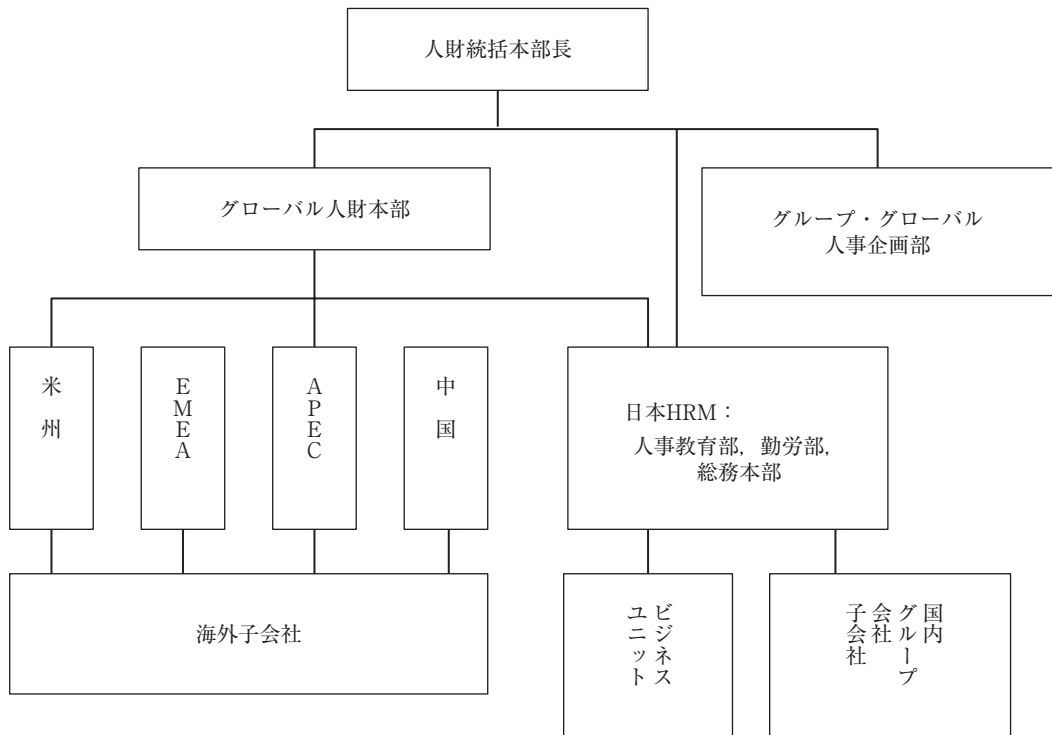 人財統括本部長
グローバル人財本部
グループ・グローバル
人事企画部
米州
EMEA
APEC
中国
日本HRM：
人事教育部，勤労部，
総務本部
海外子会社
ビジネス
ユニット
国内
グループ
会社
子会社